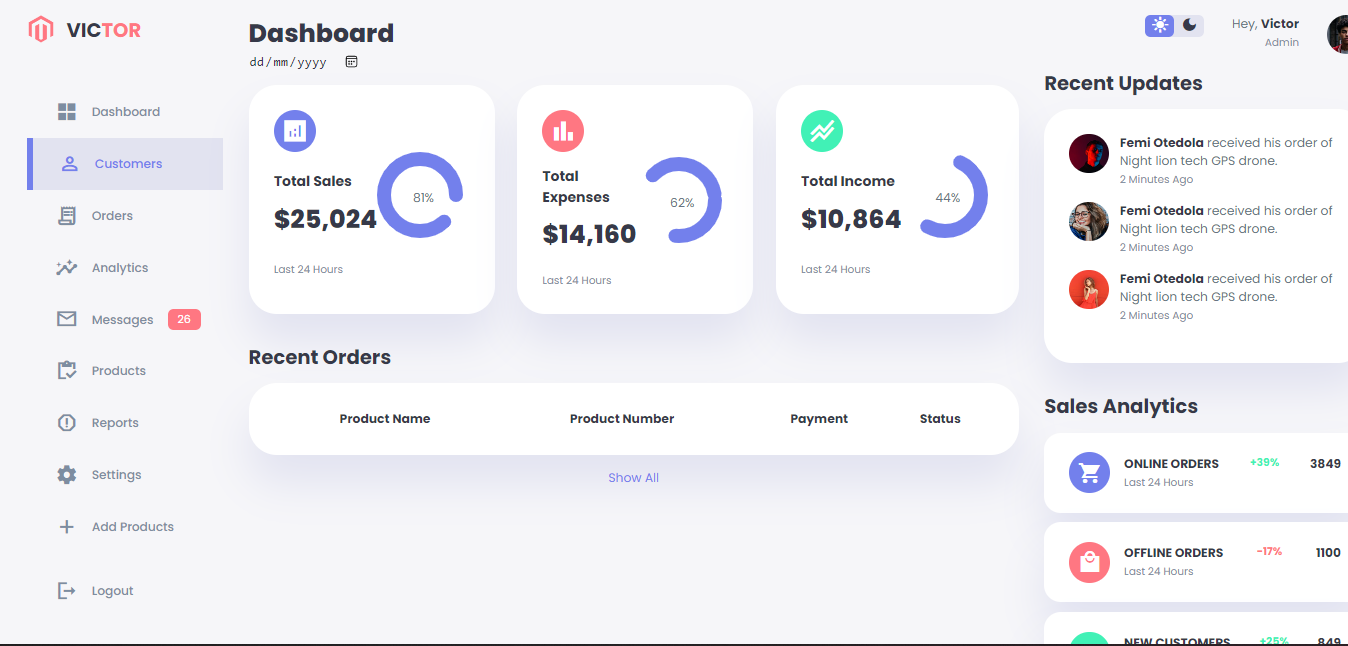 VICTOR
Dashboard
Customers
Orders
Analytics
Messages 26
Products
Reports
Settings
Add Products
Logout
Dashboard
dd/mm/yyyy
Total Sales
$25,024
81%
Last 24 Hours
Total
Expenses
$14,160
62%
Last 24 Hours
Total Income
$10,864
44%
Last 24 Hours
Recent Orders
Product Name Product Number Payment Status
Show All
Hey, Victor
Admin
Recent Updates
Femi Otedola received his order of
Night lion tech GPS drone.
2 Minutes Ago
Femi Otedola received his order of
Night lion tech GPS drone.
2 Minutes Ago
Femi Otedola received his order of
Night lion tech GPS drone.
2 Minutes Ago
Sales Analytics
ONLINE ORDERS +39% 3849
Last 24 Hours
OFFLINE ORDERS -17% 1100
Last 24 Hours
NEW CUSTOMERS +25% 849